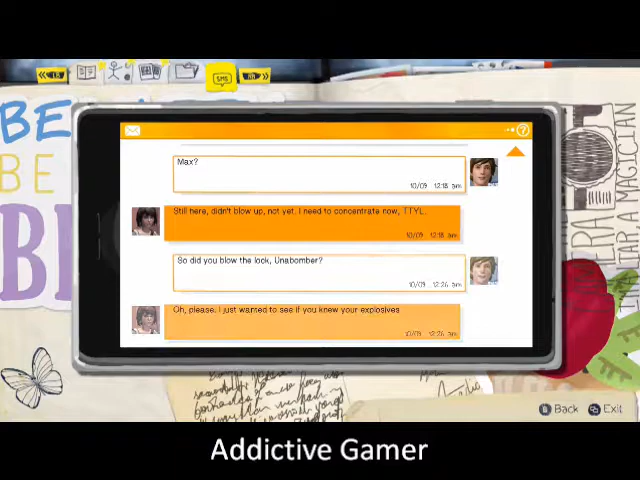 LB
SMS
RB
BE
BE
Max?
10/09 12:18 am
Still here, didn't blow up, not yet. I need to concentrate now, TTYL.
10/09 12:18 am
So did you blow the lock, Unabomber?
10/09 12:26 am
Oh, please. I just wanted to see if you knew your explosives
10/09 12:26 am
MAGICIAN
Back Exit
Addictive Gamer